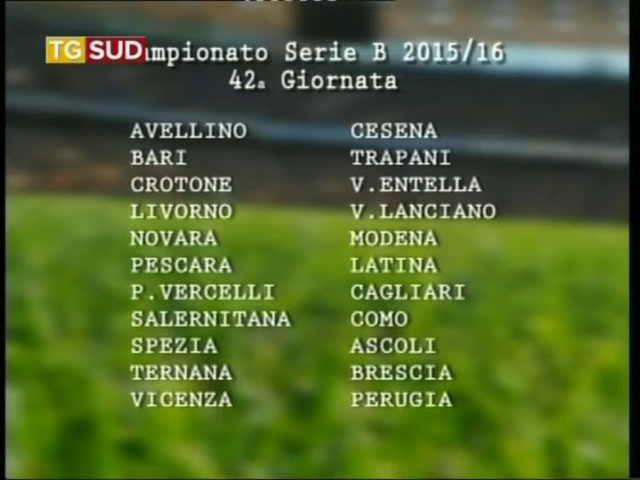 TG SUD
mpionato Serie B 2015/16
42a Giornata
AVELLINO CESENA
BARI TRAPANI
CROTONE V.ENTELLA
LIVORNO V.LANCIANO
NOVARA MODENA
PESCARA LATINA
P.VERCELLI CAGLIARI
SALERNITANA COMO
SPEZIA ASCOLI
TERNANA BRESCIA
VICENZA PERUGIA